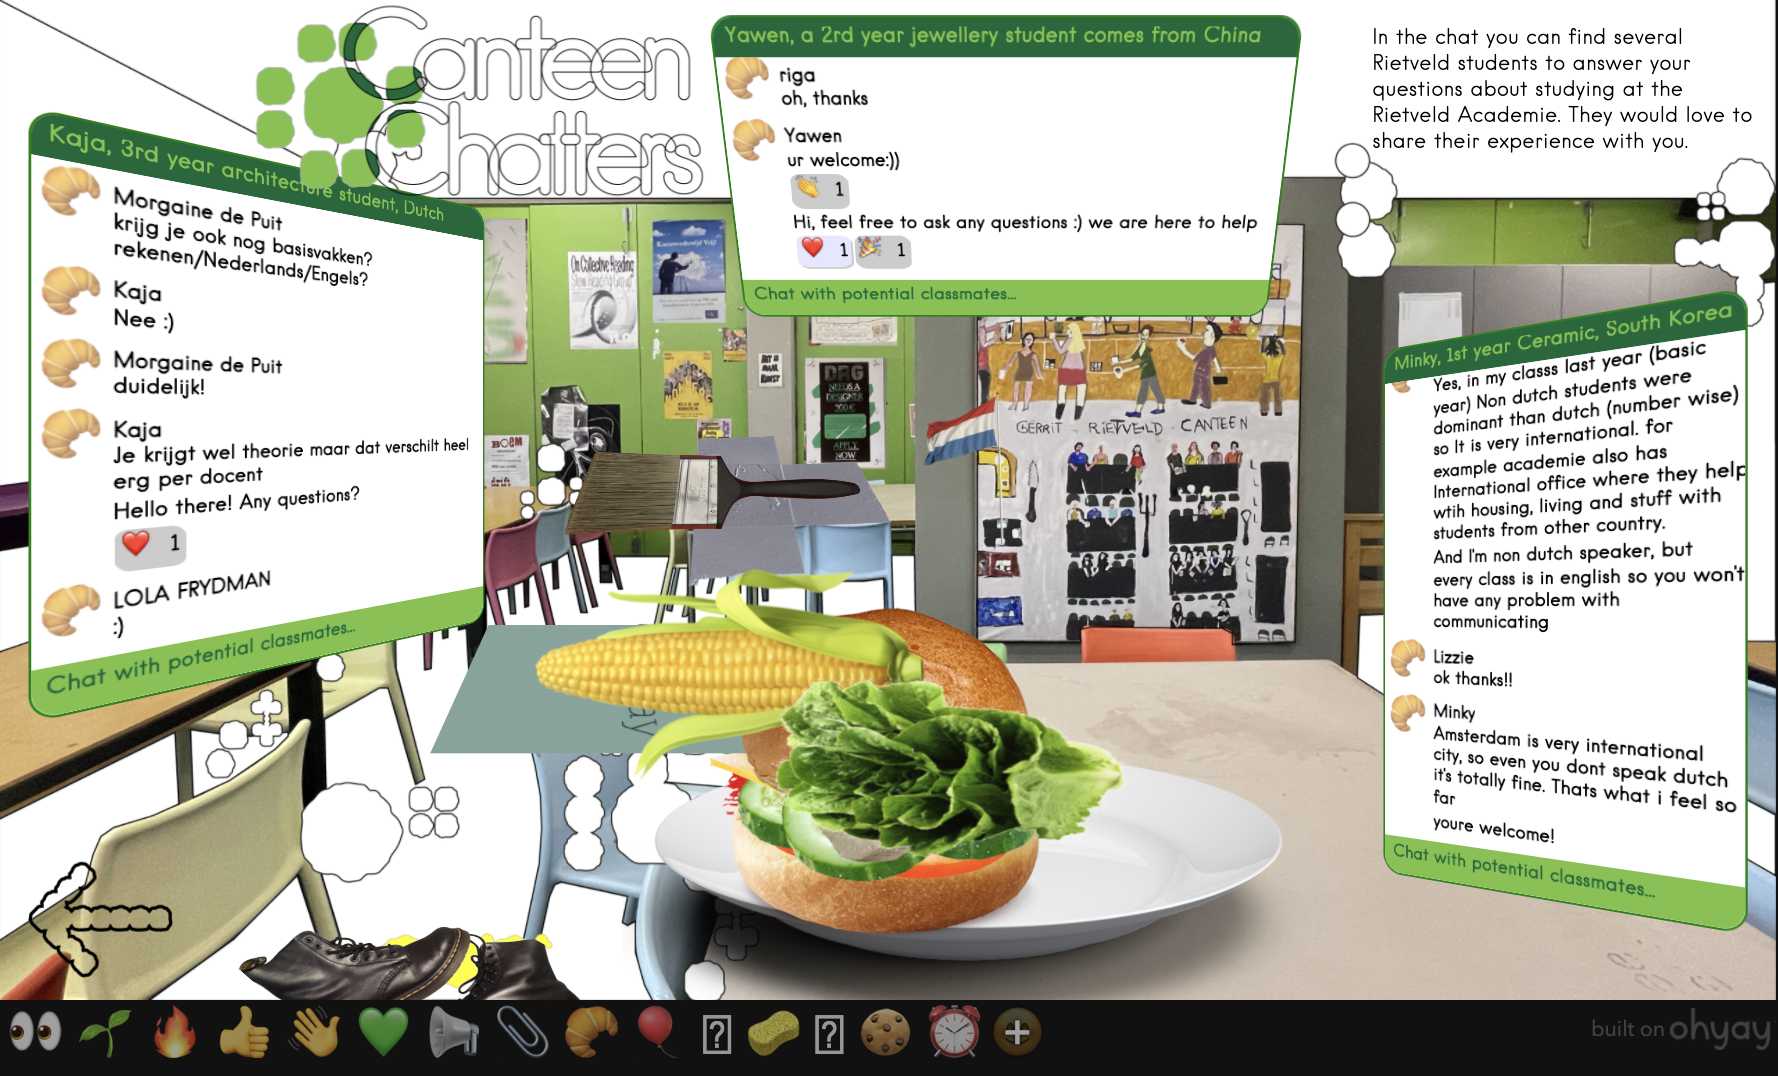 Canteen
Chatters
Kaja, 3rd year architecture student, Dutch
Morgaine de Puit
krijg je ook nog basisvakken?
rekenen/Nederlands/Engels?
Kaja
Nee :)
Morgaine de Puit
duidelijk!
Kaja
Je krijgt wel theorie maar dat verschilt heel
erg per docent
Hello there! Any questions?
1
LOLA FRYDMAN
:)
Chat with potential classmates...
Yawen, a 2rd year jewellery student comes from China
riga
oh, thanks
Yawen
ur welcome:))
1
Hi, feel free to ask any questions :) we are here to help
1 1
Chat with potential classmates...
In the chat you can find several
Rietveld students to answer your
questions about studying at the
Rietveld Academie. They would love to
share their experience with you.
On Collective Reading
Slow Reading Group
DRG
NEEDS A
DESIGNER
APPLY
NOW
GERRIT - RIETVELD - CANTEEN
Minky, 1st year Ceramic, South Korea
Yes, in my classs last year (basic
year) Non dutch students were
dominant than dutch (number wise)
so It is very international. for
example academie also has
International office where they help
wtih housing, living and stuff with
students from other country.
And I'm non dutch speaker, but
every class is in english so you won't
have any problem with
communicating
Lizzie
ok thanks!!
Minky
Amsterdam is very international
city, so even you dont speak dutch
it's totally fine. Thats what i feel so
far
youre welcome!
Chat with potential classmates...
built on ohyay